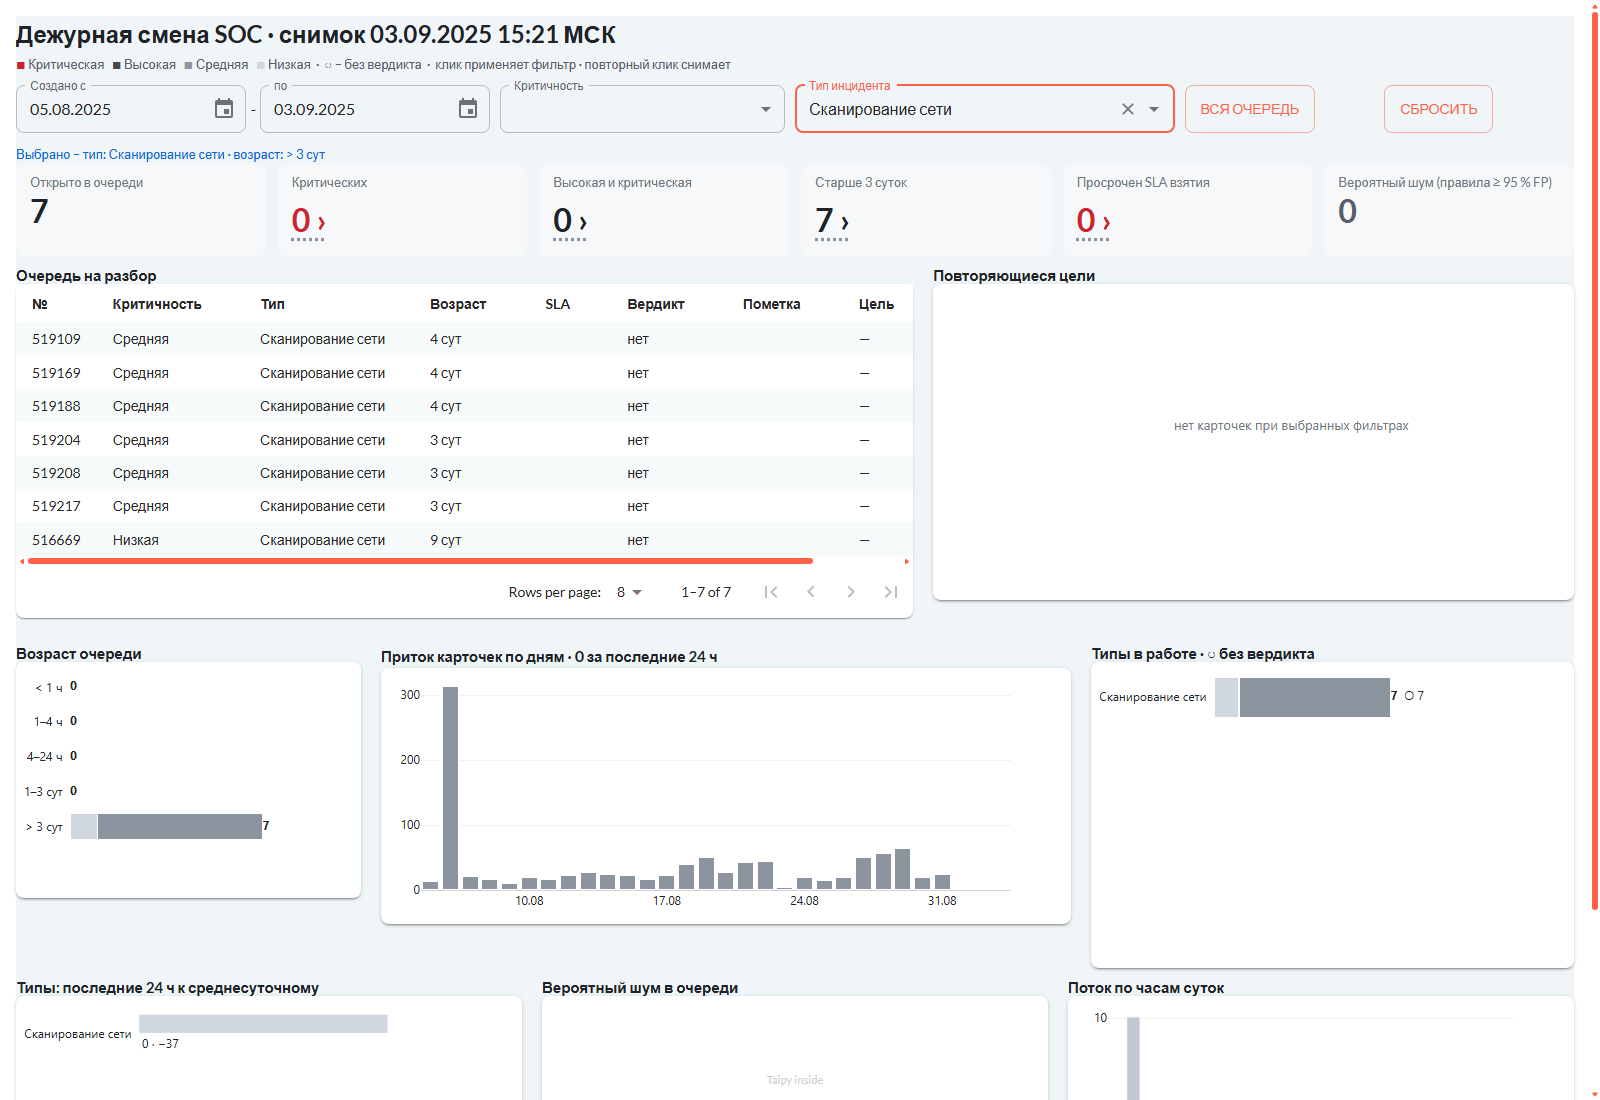 Дежурная смена SOC · снимок 03.09.2025 15:21 МСК
■ Критическая ■ Высокая ■ Средняя ■ Низкая · ○ – без вердикта · клик применяет фильтр · повторный клик снимает
Создано с
05.08.2025
-
по
03.09.2025
Критичность
Тип инцидента
Сканирование сети
ВСЯ ОЧЕРЕДЬ
СБРОСИТЬ
Выбрано – тип: Сканирование сети · возраст: > 3 сут
Открыто в очереди
7
Критических
0 ›
Высокая и критическая
0 ›
Старше 3 суток
7 ›
Просрочен SLA взятия
0 ›
Вероятный шум (правила ≥ 95 % FP)
0
Очередь на разбор
№ Критичность Тип Возраст SLA Вердикт Пометка Цель
519109 Средняя Сканирование сети 4 сут нет —
519169 Средняя Сканирование сети 4 сут нет —
519188 Средняя Сканирование сети 4 сут нет —
519204 Средняя Сканирование сети 3 сут нет —
519208 Средняя Сканирование сети 3 сут нет —
519217 Средняя Сканирование сети 3 сут нет —
516669 Низкая Сканирование сети 9 сут нет —
Rows per page: 8 1–7 of 7
Повторяющиеся цели
нет карточек при выбранных фильтрах
Возраст очереди
< 1 ч 0
1–4 ч 0
4–24 ч 0
1–3 сут 0
> 3 сут 7
Приток карточек по дням · 0 за последние 24 ч
300
200
100
0
10.08 17.08 24.08 31.08
Типы в работе · ○ без вердикта
Сканирование сети 7 ○ 7
Типы: последние 24 ч к среднесуточному
Сканирование сети
0 · −37
Вероятный шум в очереди
Taipy inside
Поток по часам суток
10